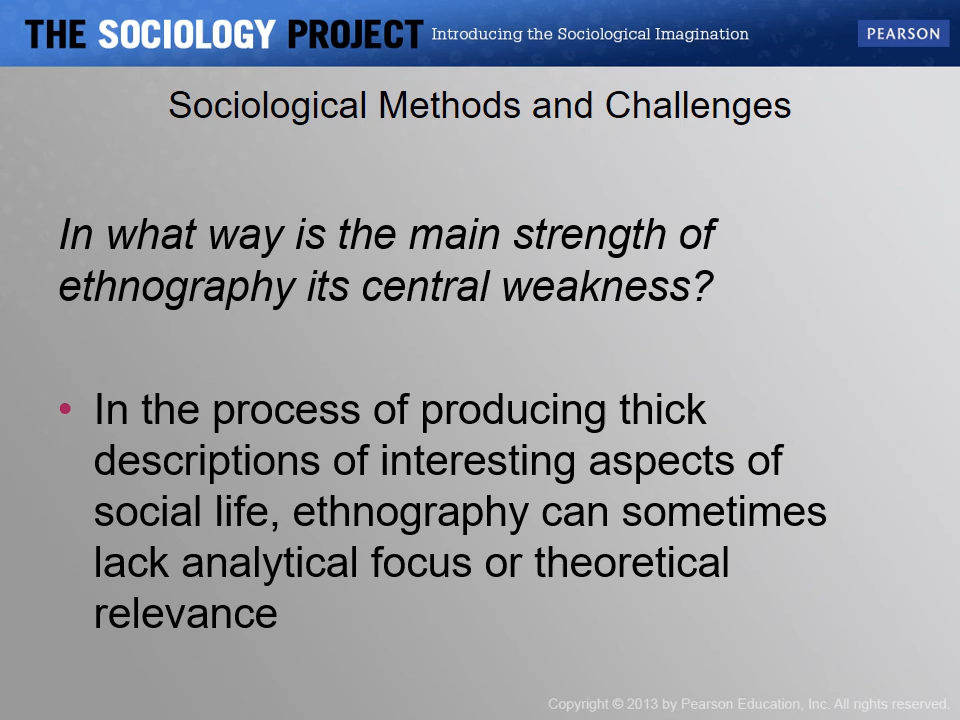 THE SOCIOLOGY PROJECT Introducing the Sociological Imagination PEARSON
Sociological Methods and Challenges
In what way is the main strength of
ethnography its central weakness?
• In the process of producing thick
descriptions of interesting aspects of
social life, ethnography can sometimes
lack analytical focus or theoretical
relevance
Copyright © 2013 by Pearson Education, Inc. All rights reserved.